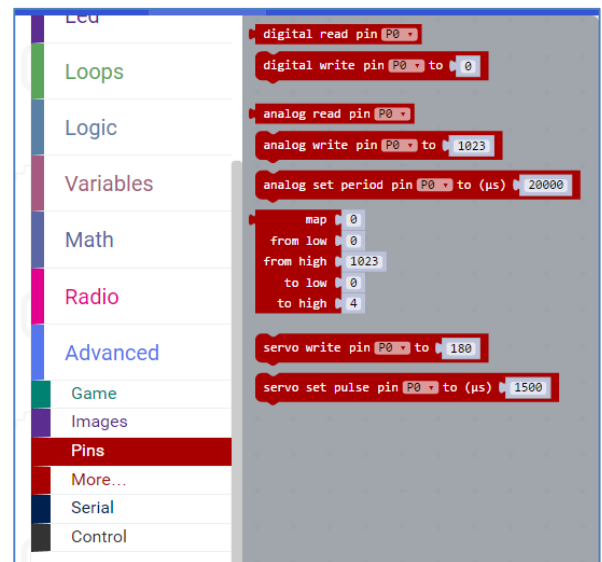 Led
Loops
Logic
Variables
Math
Radio
Advanced
Game
Images
Pins
More...
Serial
Control
digital read pin P0
digital write pin P0 to 0
analog read pin P0
analog write pin P0 to 1023
analog set period pin P0 to (µs) 20000
map 0
from low 0
from high 1023
to low 0
to high 4
servo write pin P0 to 180
servo set pulse pin P0 to (µs) 1500